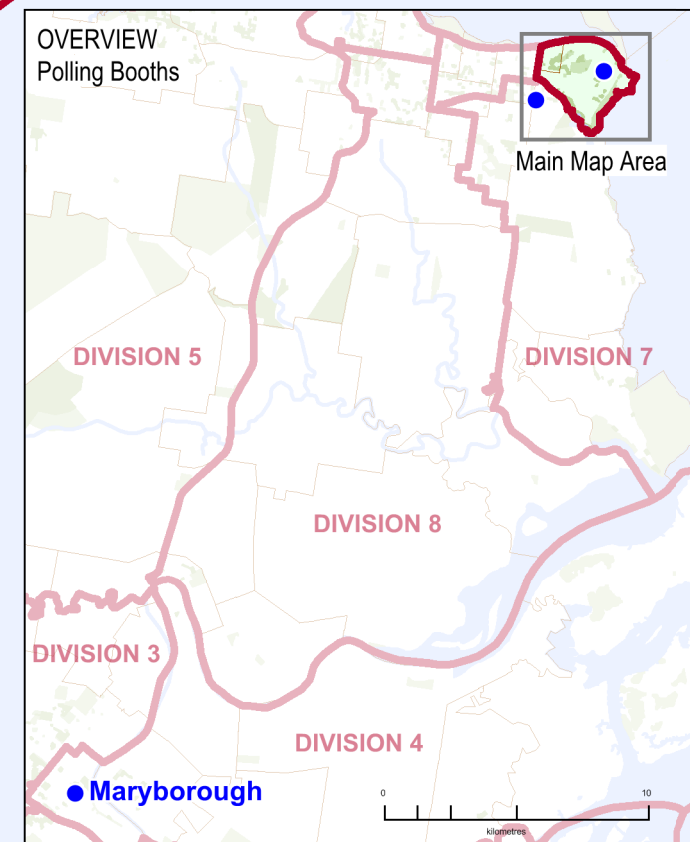 OVERVIEW
Polling Booths
Main Map Area
DIVISION 5
DIVISION 7
DIVISION 8
DIVISION 3
DIVISION 4
Maryborough
0
10
kilometres